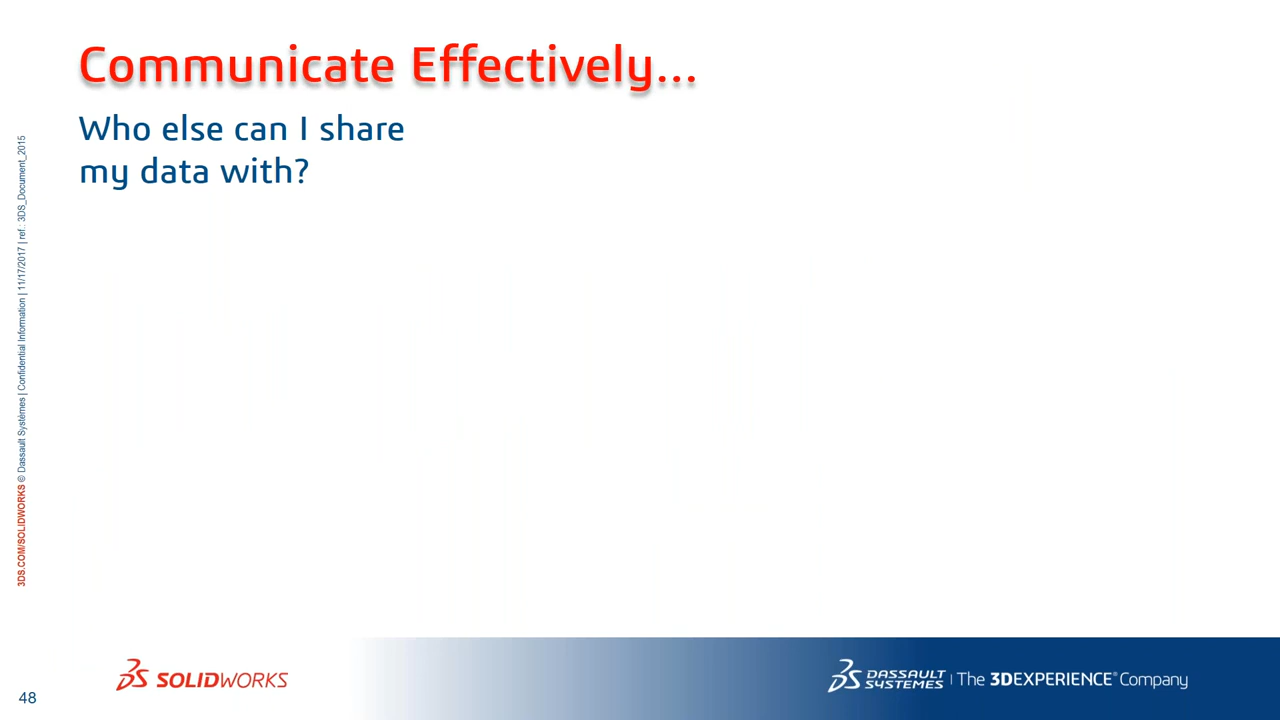 Communicate Effectively...
Who else can I share
my data with?
3DS.COM/SOLIDWORKS © Dassault Systèmes | Confidential Information | 11/17/2017 | ref.: 3DS_Document_2015
SOLIDWORKS
DASSAULT
SYSTEMES | The 3DEXPERIENCE® Company
48